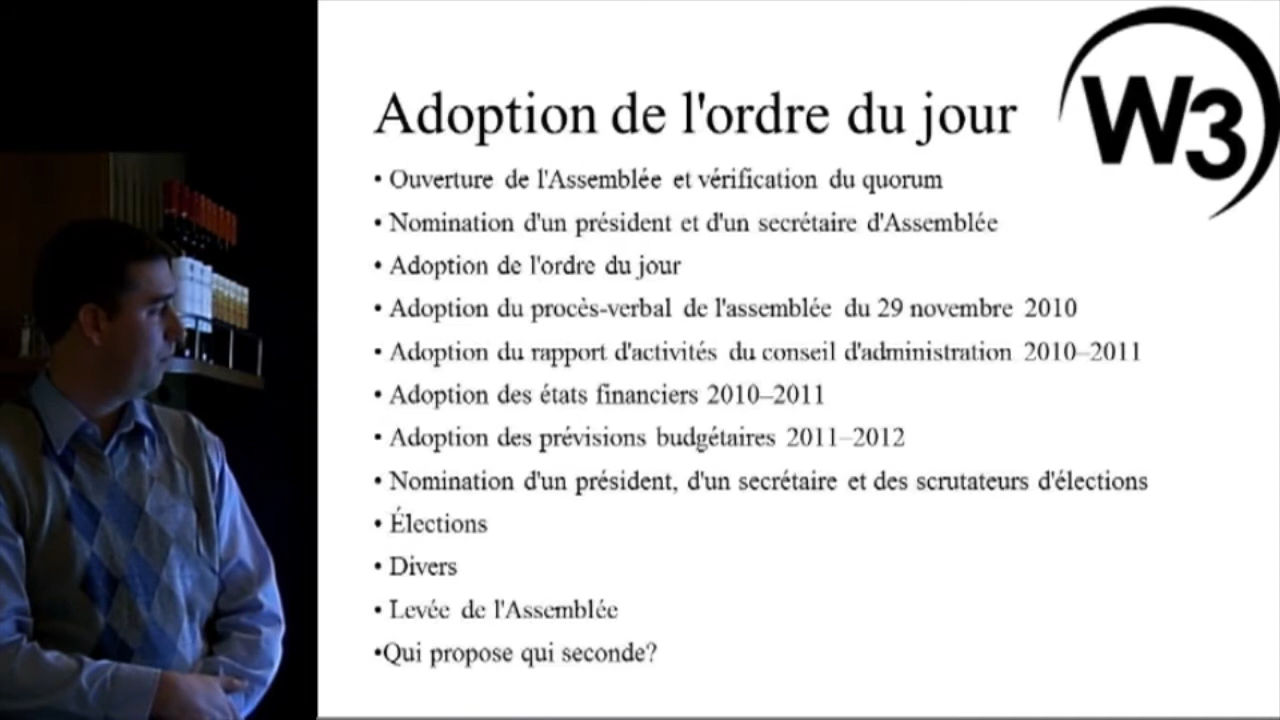 W3
Adoption de l'ordre du jour
• Ouverture de l'Assemblée et vérification du quorum
• Nomination d'un président et d'un secrétaire d'Assemblée
• Adoption de l'ordre du jour
• Adoption du procès-verbal de l'assemblée du 29 novembre 2010
• Adoption du rapport d'activités du conseil d'administration 2010–2011
• Adoption des états financiers 2010–2011
• Adoption des prévisions budgétaires 2011–2012
• Nomination d'un président, d'un secrétaire et des scrutateurs d'élections
• Élections
• Divers
• Levée de l'Assemblée
•Qui propose qui seconde?